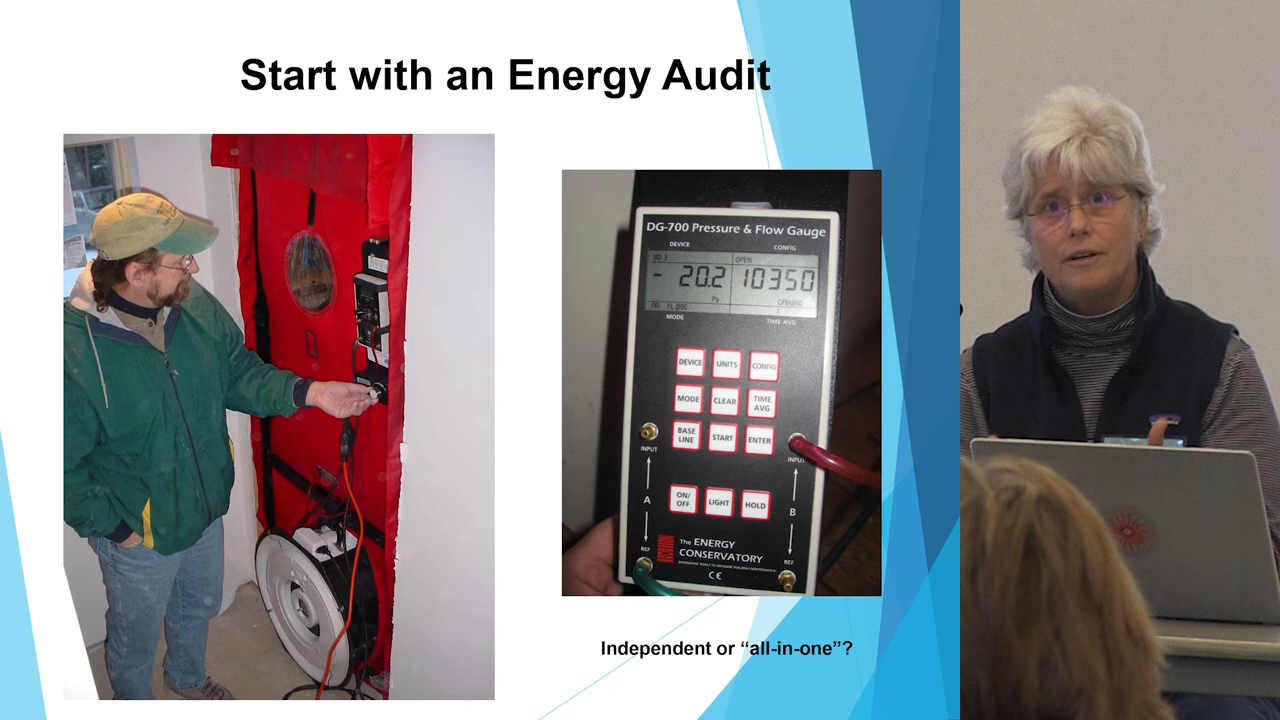 Start with an Energy Audit
DG-700 Pressure & Flow Gauge
DEVICE CONFIG
OPEN
- 20.2 10350
Pa
MODE TIME AVG
DEVICE UNITS CONFIG
MODE CLEAR TIME AVG
BASE LINE START ENTER
INPUT INPUT
ON/OFF LIGHT HOLD
A B
REF REF
The ENERGY
CONSERVATORY
CE
Independent or “all-in-one”?